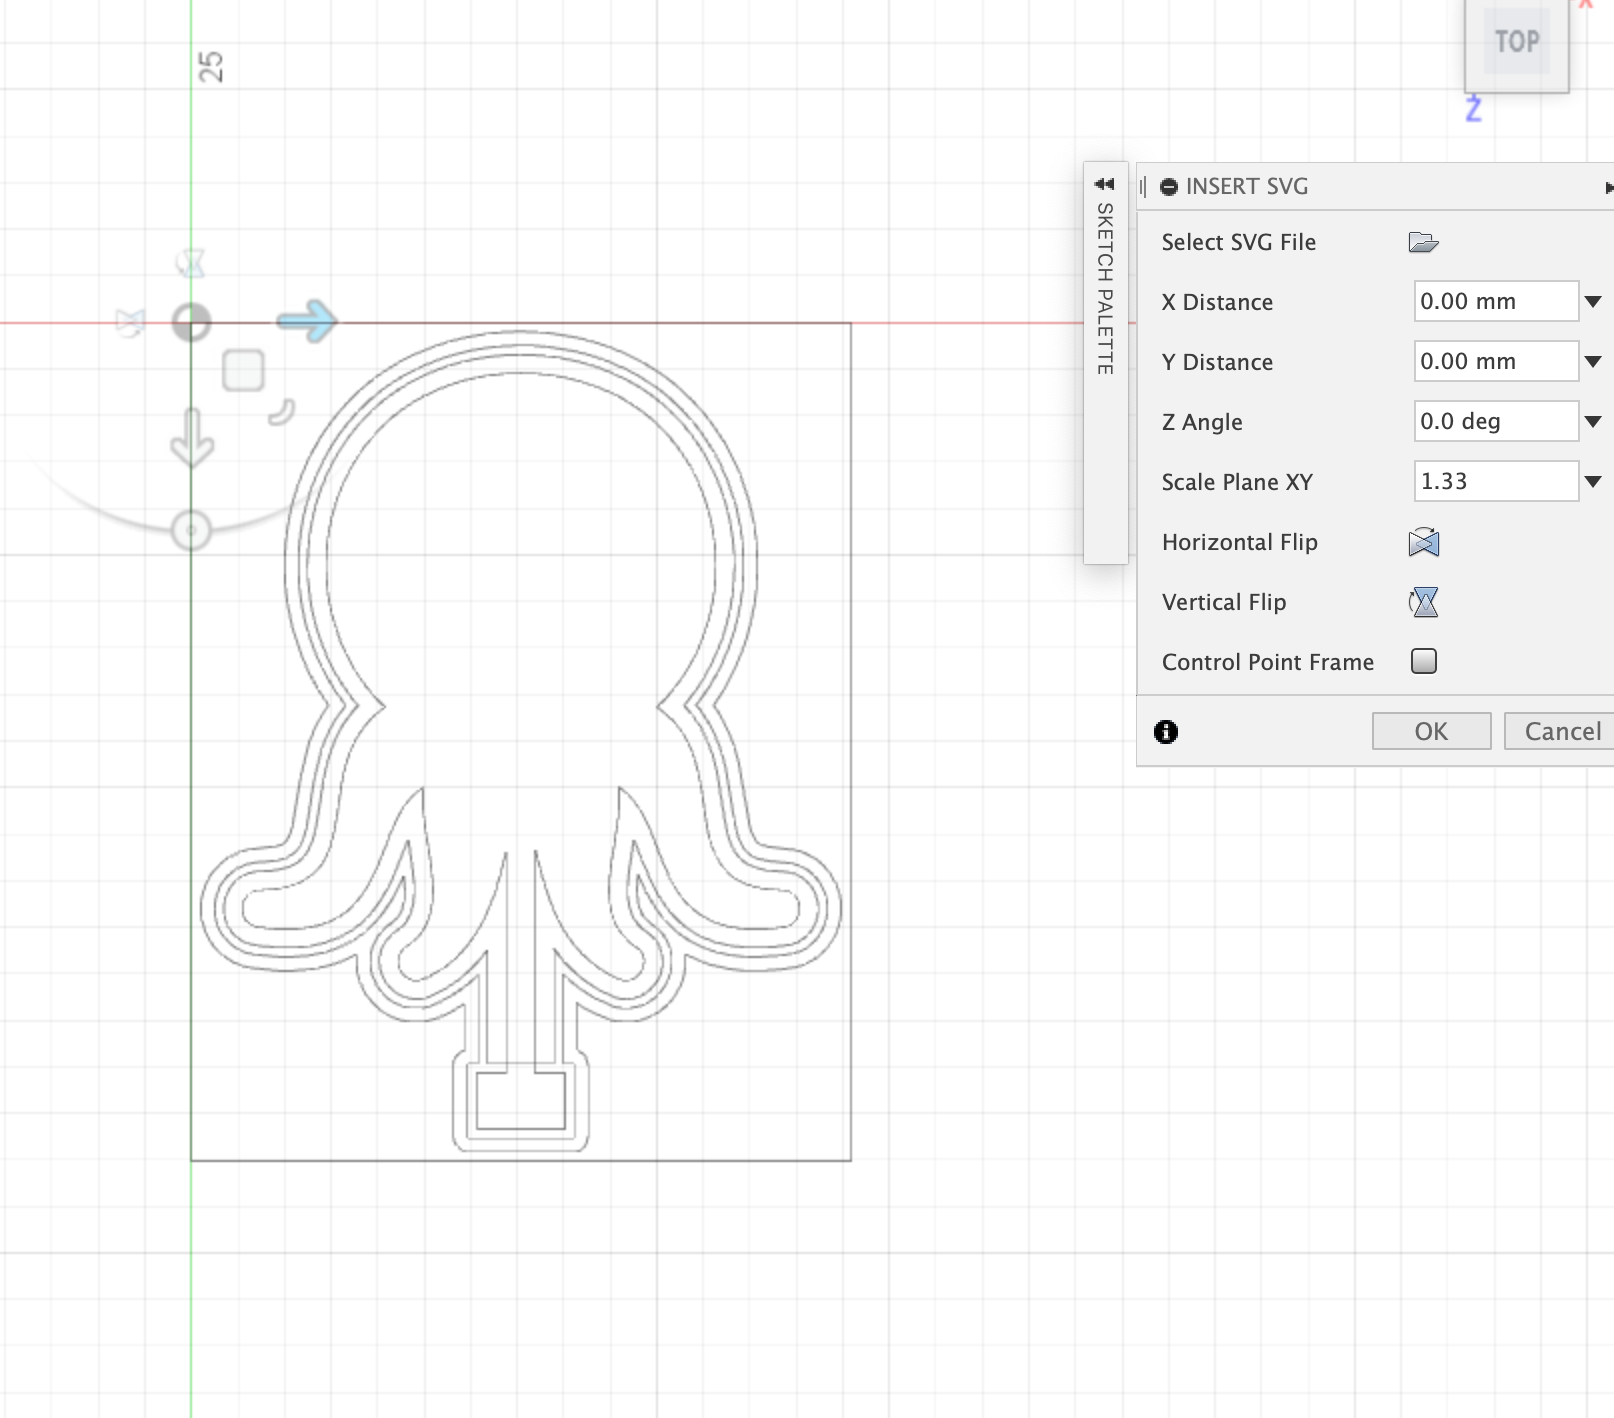 25
TOP
X
Z
SKETCH PALETTE
INSERT SVG
Select SVG File
X Distance 0.00 mm
Y Distance 0.00 mm
Z Angle 0.0 deg
Scale Plane XY 1.33
Horizontal Flip
Vertical Flip
Control Point Frame
OK Cancel